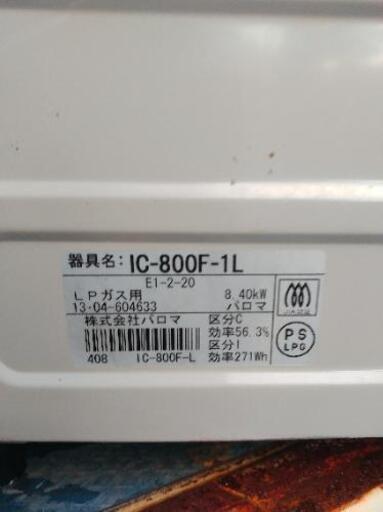 器具名: IC-800F-1L
E1-2-20
LPガス用 8.40kW
13·04-604633 パロマ
株式会社パロマ 区分C
効率56.3%
区分I
408 IC-800F-L 効率271Wh
PS
LPG